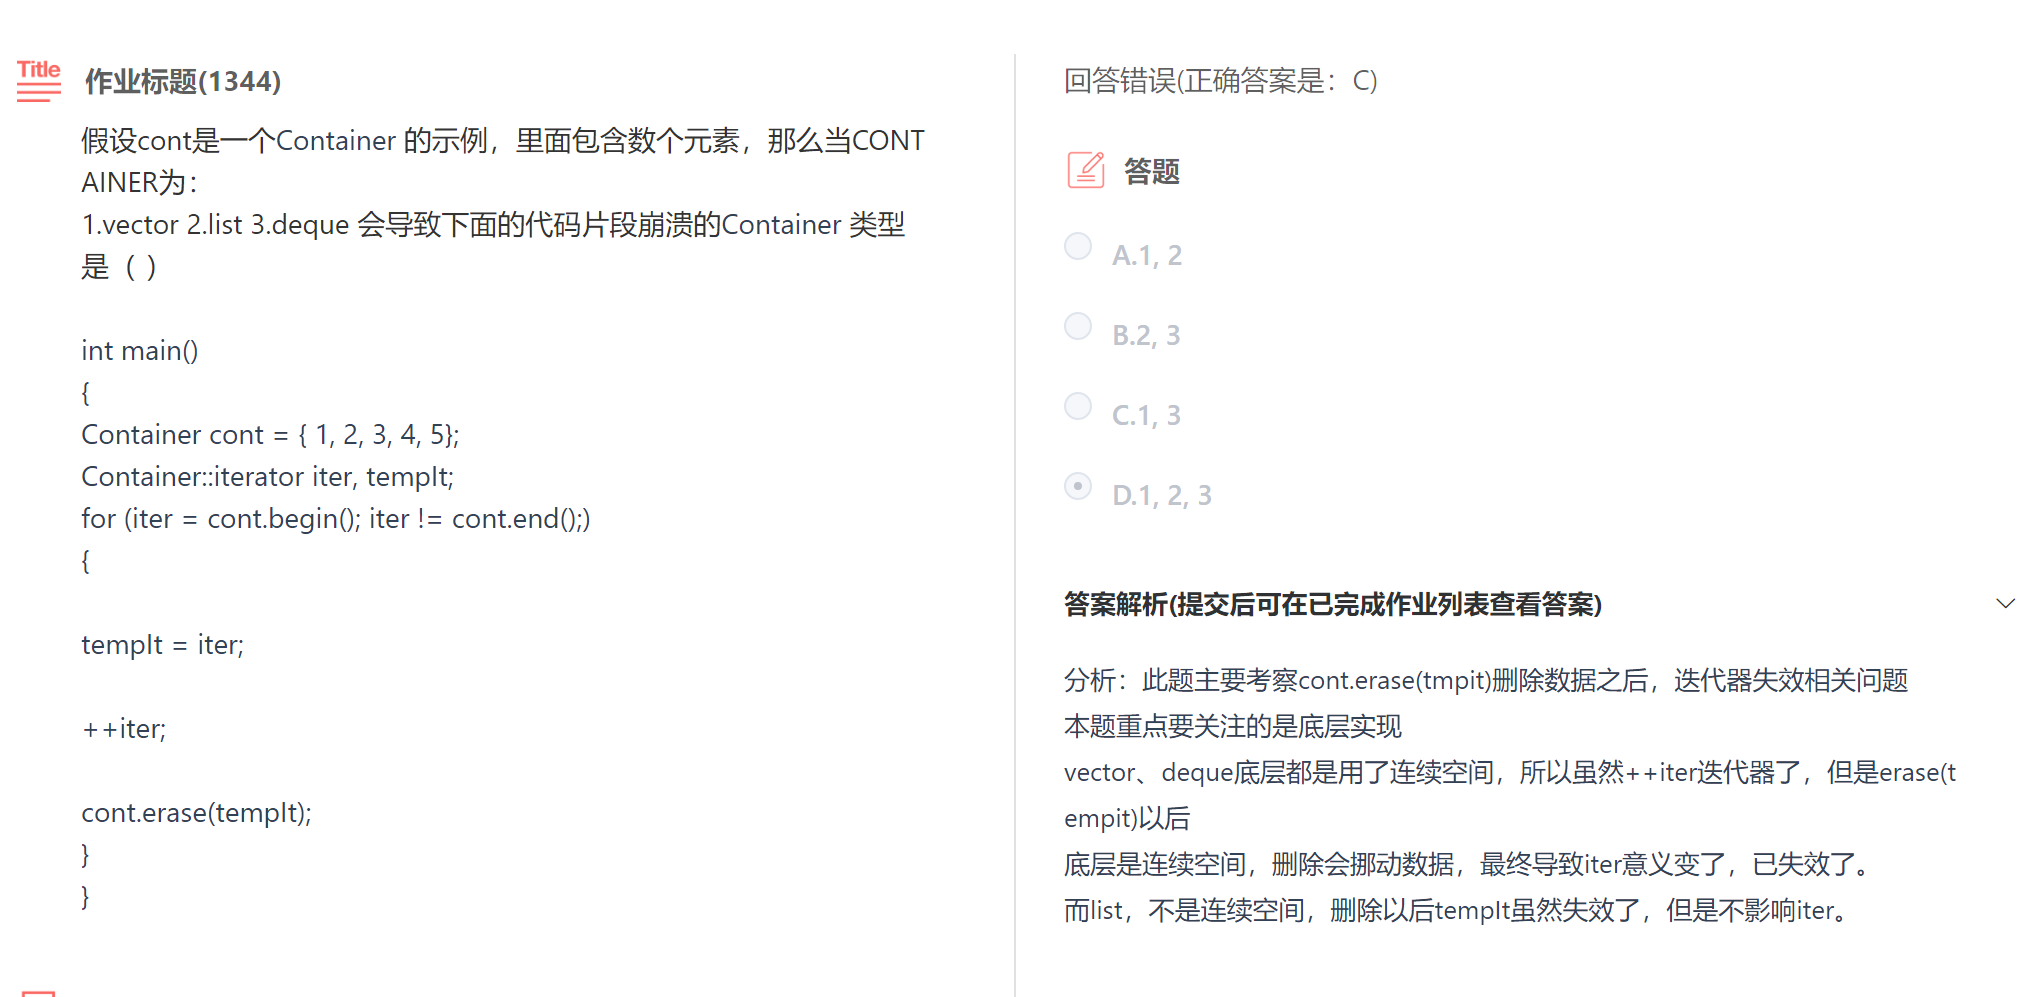 Title
作业标题(1344)
假设cont是一个Container 的示例，里面包含数个元素，那么当CONT
AINER为：
1.vector 2.list 3.deque 会导致下面的代码片段崩溃的Container 类型
是（ ）
int main()
{
Container cont = { 1, 2, 3, 4, 5};
Container::iterator iter, tempIt;
for (iter = cont.begin(); iter != cont.end();)
{
tempIt = iter;
++iter;
cont.erase(tempIt);
}
}
回答错误(正确答案是：C)
答题
A.1, 2
B.2, 3
C.1, 3
D.1, 2, 3
答案解析(提交后可在已完成作业列表查看答案)
分析：此题主要考察cont.erase(tmpit)删除数据之后，迭代器失效相关问题
本题重点要关注的是底层实现
vector、deque底层都是用了连续空间，所以虽然++iter迭代器了，但是erase(t
empit)以后
底层是连续空间，删除会挪动数据，最终导致iter意义变了，已失效了。
而list，不是连续空间，删除以后tempIt虽然失效了，但是不影响iter。